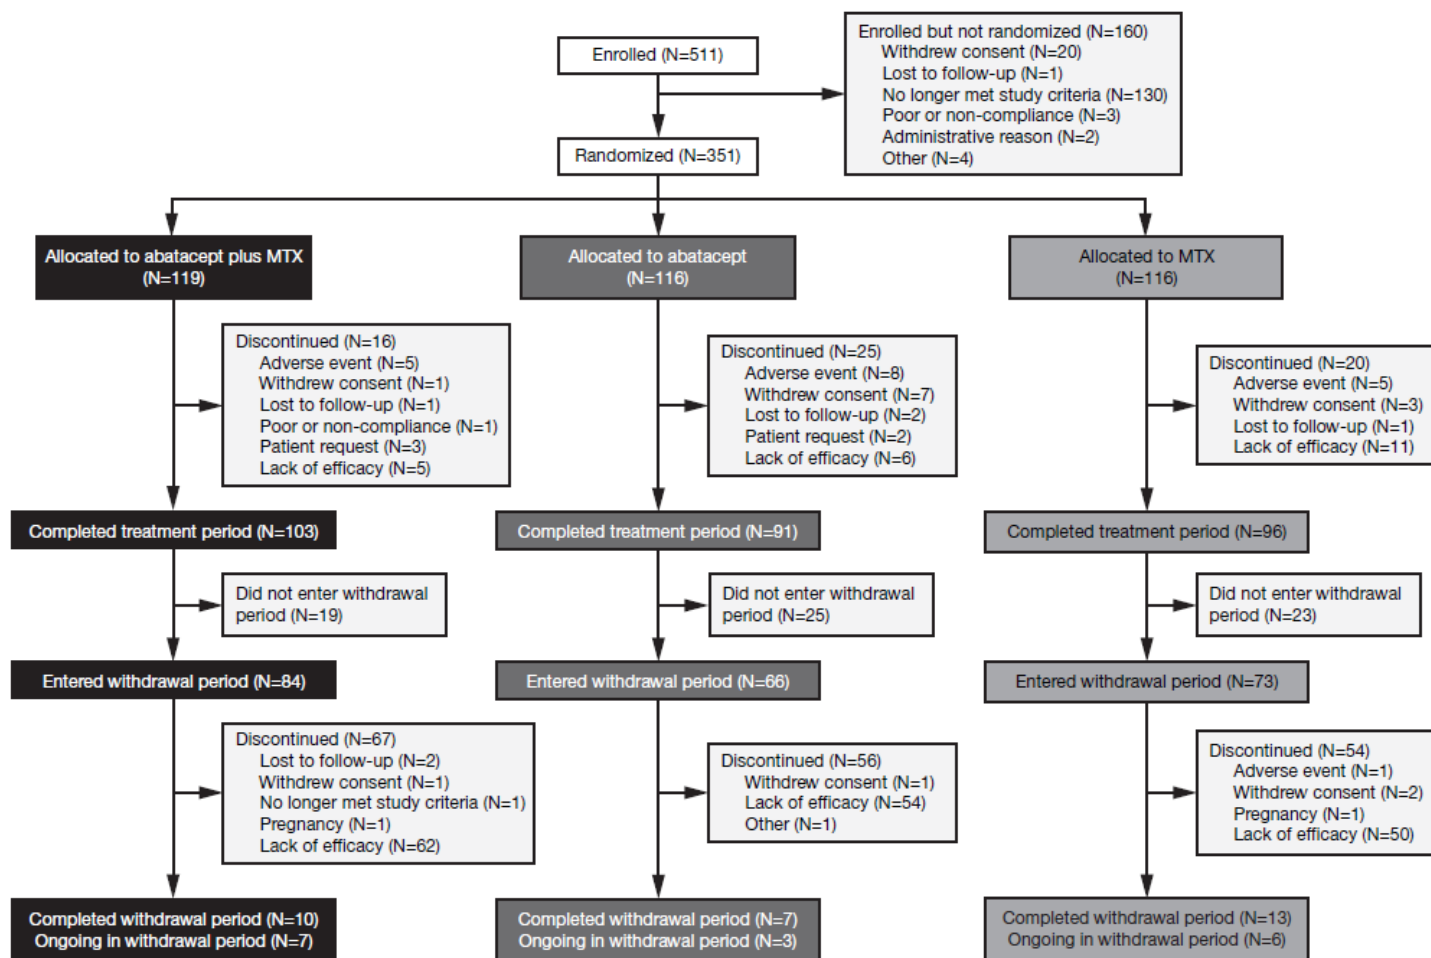 Enrolled (N=511)
Enrolled but not randomized (N=160)
Withdrew consent (N=20)
Lost to follow-up (N=1)
No longer met study criteria (N=130)
Poor or non-compliance (N=3)
Administrative reason (N=2)
Other (N=4)
Randomized (N=351)
Allocated to abatacept plus MTX
(N=119)
Allocated to abatacept
(N=116)
Allocated to MTX
(N=116)
Discontinued (N=16)
Adverse event (N=5)
Withdrew consent (N=1)
Lost to follow-up (N=1)
Poor or non-compliance (N=1)
Patient request (N=3)
Lack of efficacy (N=5)
Discontinued (N=25)
Adverse event (N=8)
Withdrew consent (N=7)
Lost to follow-up (N=2)
Patient request (N=2)
Lack of efficacy (N=6)
Discontinued (N=20)
Adverse event (N=5)
Withdrew consent (N=3)
Lost to follow-up (N=1)
Lack of efficacy (N=11)
Completed treatment period (N=103)
Completed treatment period (N=91)
Completed treatment period (N=96)
Did not enter withdrawal
period (N=19)
Did not enter withdrawal
period (N=25)
Did not enter withdrawal
period (N=23)
Entered withdrawal period (N=84)
Entered withdrawal period (N=66)
Entered withdrawal period (N=73)
Discontinued (N=67)
Lost to follow-up (N=2)
Withdrew consent (N=1)
No longer met study criteria (N=1)
Pregnancy (N=1)
Lack of efficacy (N=62)
Discontinued (N=56)
Withdrew consent (N=1)
Lack of efficacy (N=54)
Other (N=1)
Discontinued (N=54)
Adverse event (N=1)
Withdrew consent (N=2)
Pregnancy (N=1)
Lack of efficacy (N=50)
Completed withdrawal period (N=10)
Ongoing in withdrawal period (N=7)
Completed withdrawal period (N=7)
Ongoing in withdrawal period (N=3)
Completed withdrawal period (N=13)
Ongoing in withdrawal period (N=6)